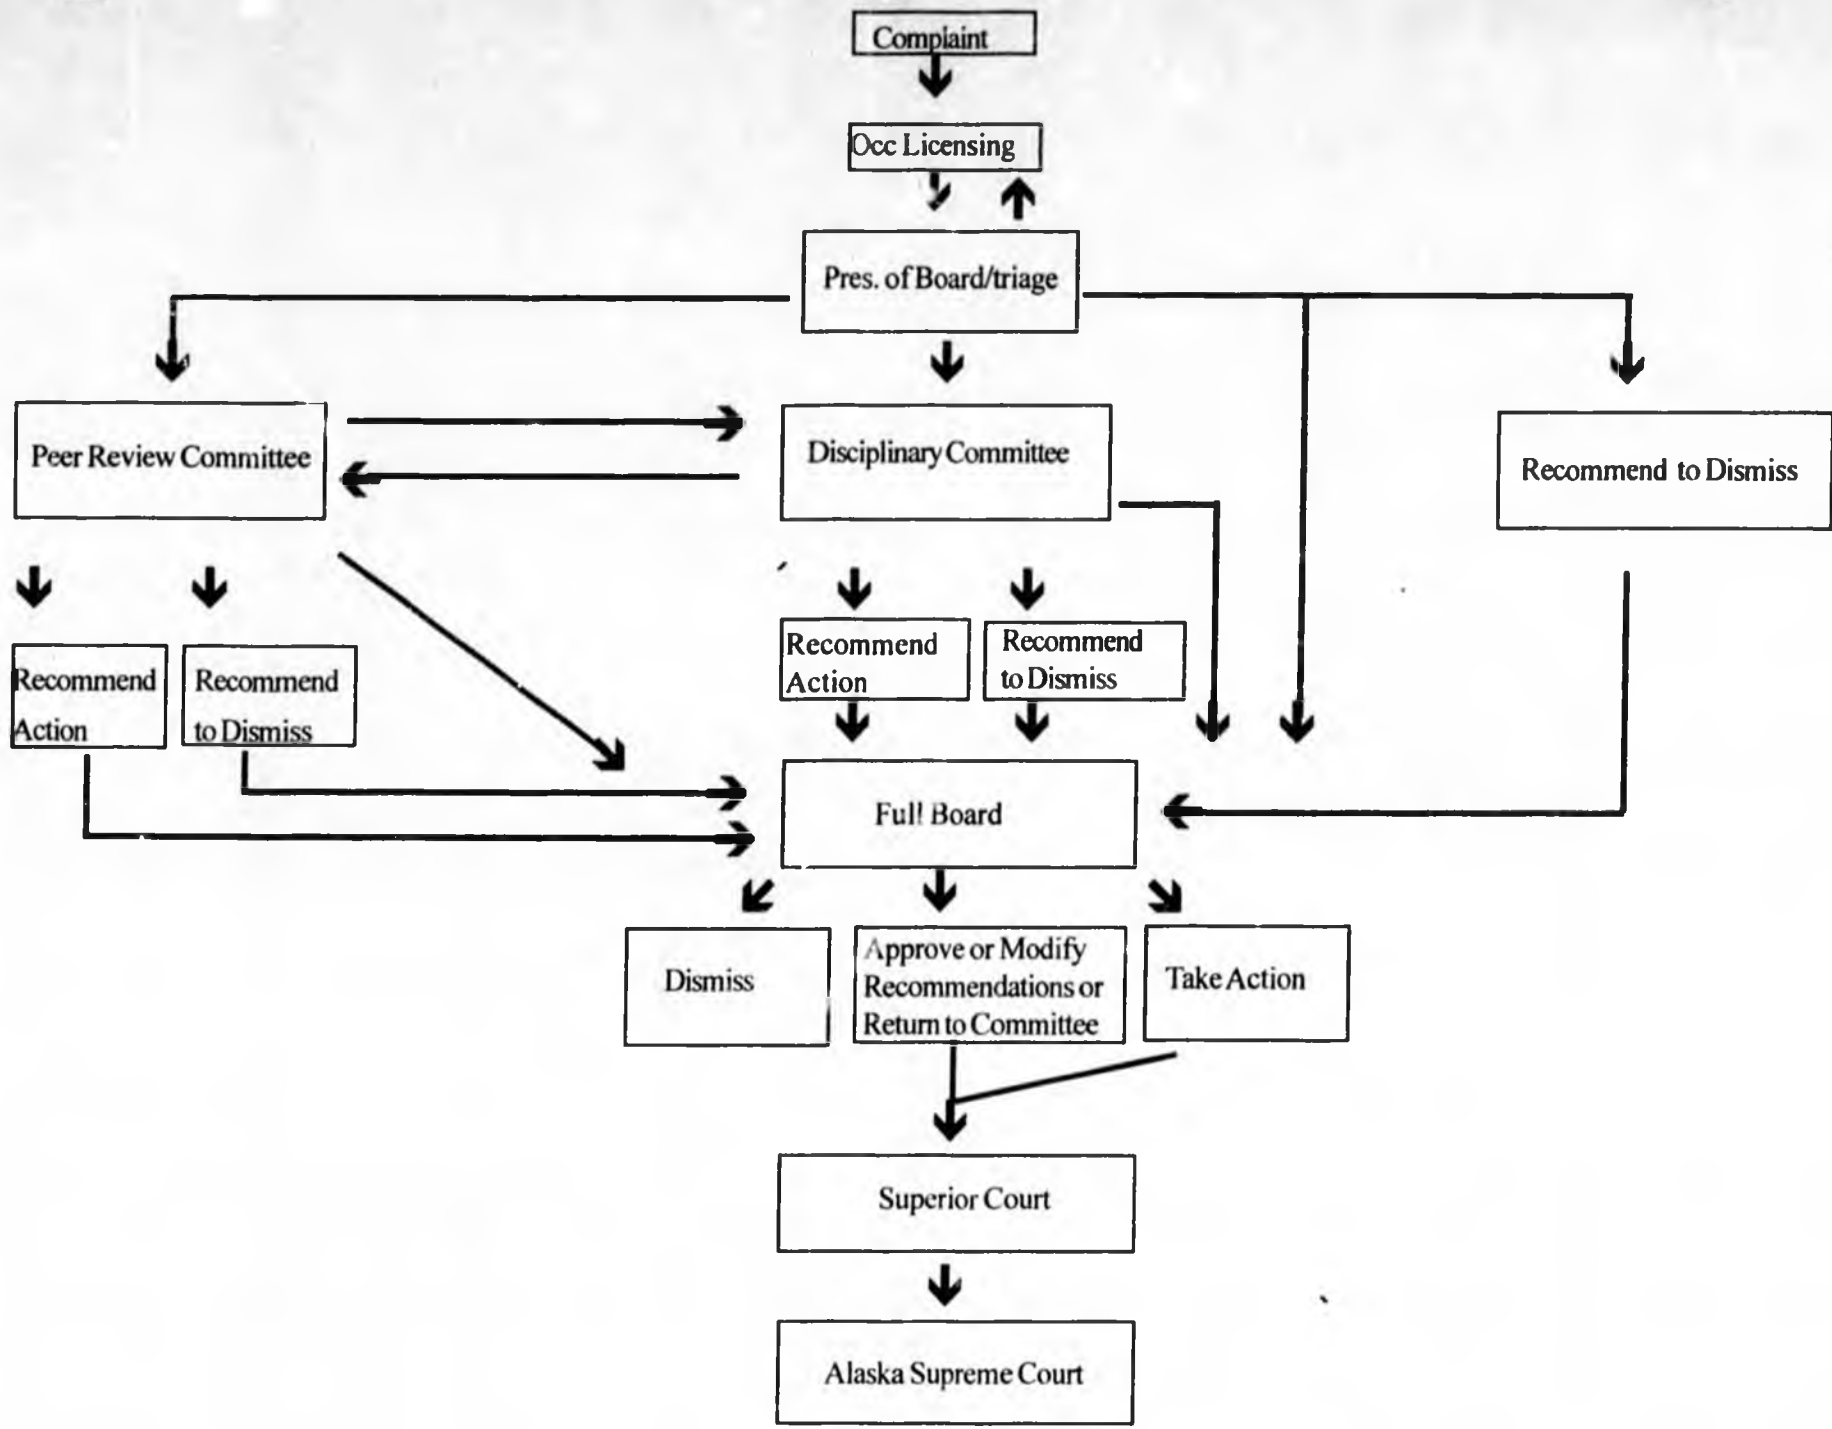 Complaint
Occ Licensing
Pres. of Board/triage
Peer Review Committee
Disciplinary Committee
Recommend to Dismiss
Recommend
Action
Recommend
to Dismiss
Recommend
Action
Recommend
to Dismiss
Full Board
Dismiss
Approve or Modify
Recommendations or
Return to Committee
Take Action
Superior Court
Alaska Supreme Court